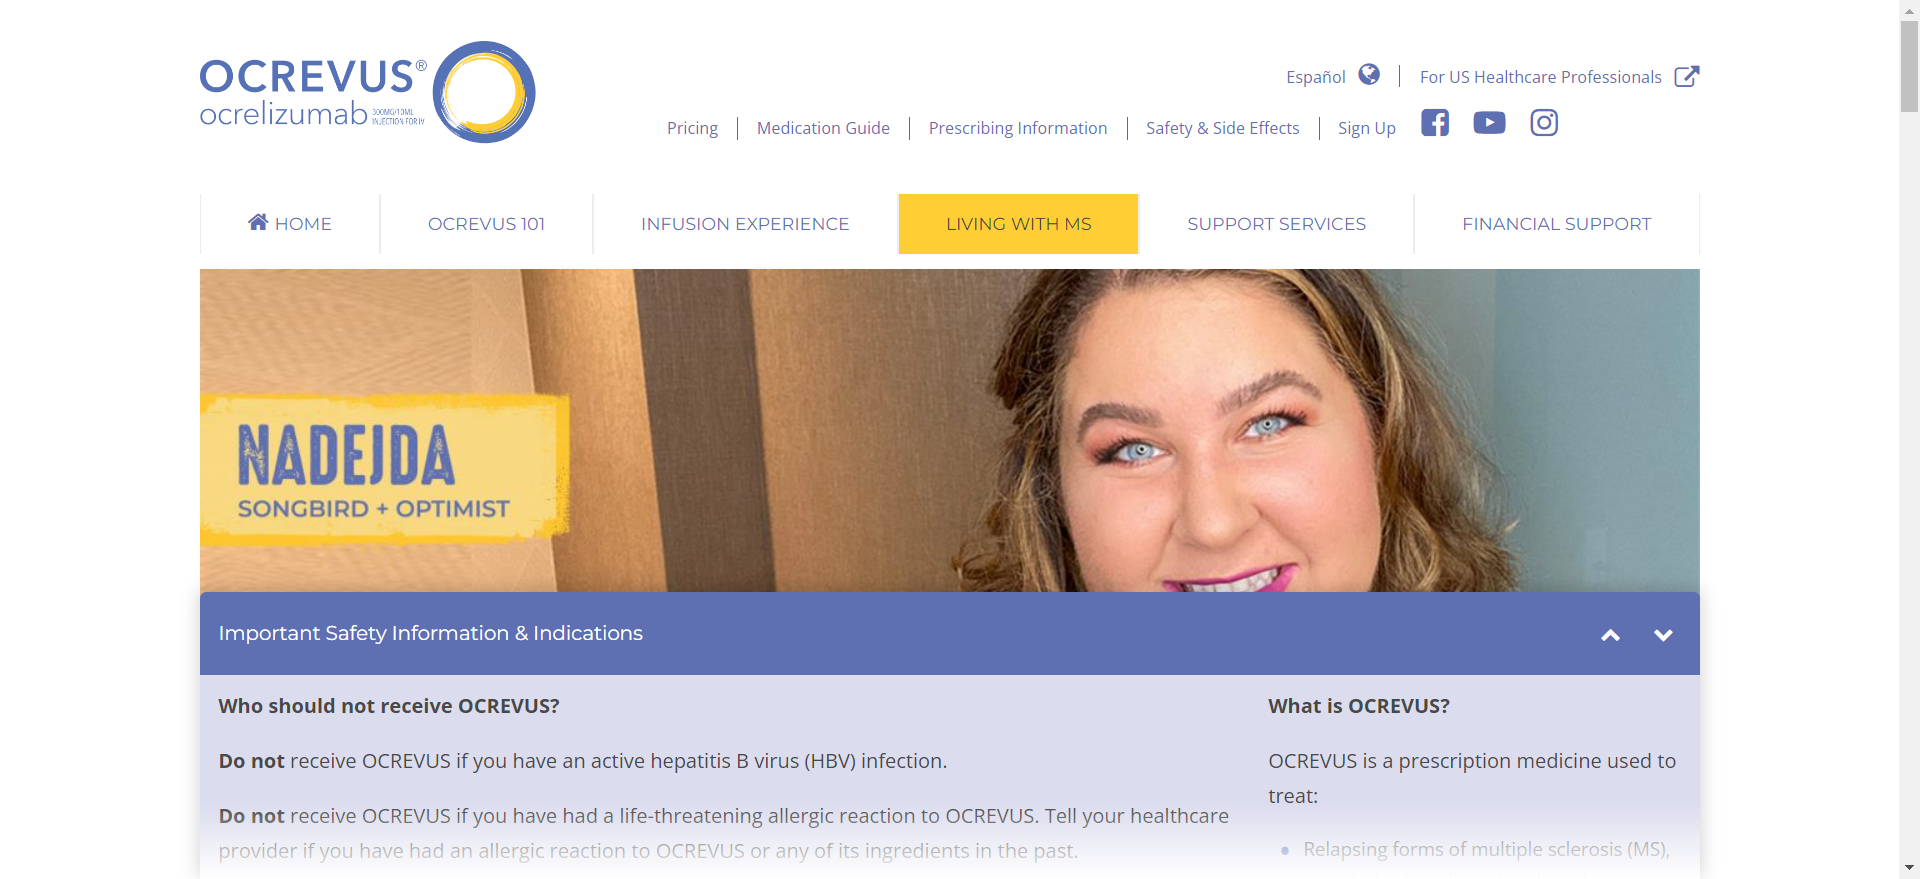 OCREVUS®
ocrelizumab 300MG/10ML
INJECTION FOR IV
Español
For US Healthcare Professionals
Pricing
Medication Guide
Prescribing Information
Safety & Side Effects
Sign Up
HOME
OCREVUS 101
INFUSION EXPERIENCE
LIVING WITH MS
SUPPORT SERVICES
FINANCIAL SUPPORT
NADEJDA
SONGBIRD + OPTIMIST
Important Safety Information & Indications
Who should not receive OCREVUS?
Do not receive OCREVUS if you have an active hepatitis B virus (HBV) infection.
Do not receive OCREVUS if you have had a life-threatening allergic reaction to OCREVUS. Tell your healthcare
provider if you have had an allergic reaction to OCREVUS or any of its ingredients in the past.
What is OCREVUS?
OCREVUS is a prescription medicine used to
treat:
• Relapsing forms of multiple sclerosis (MS),